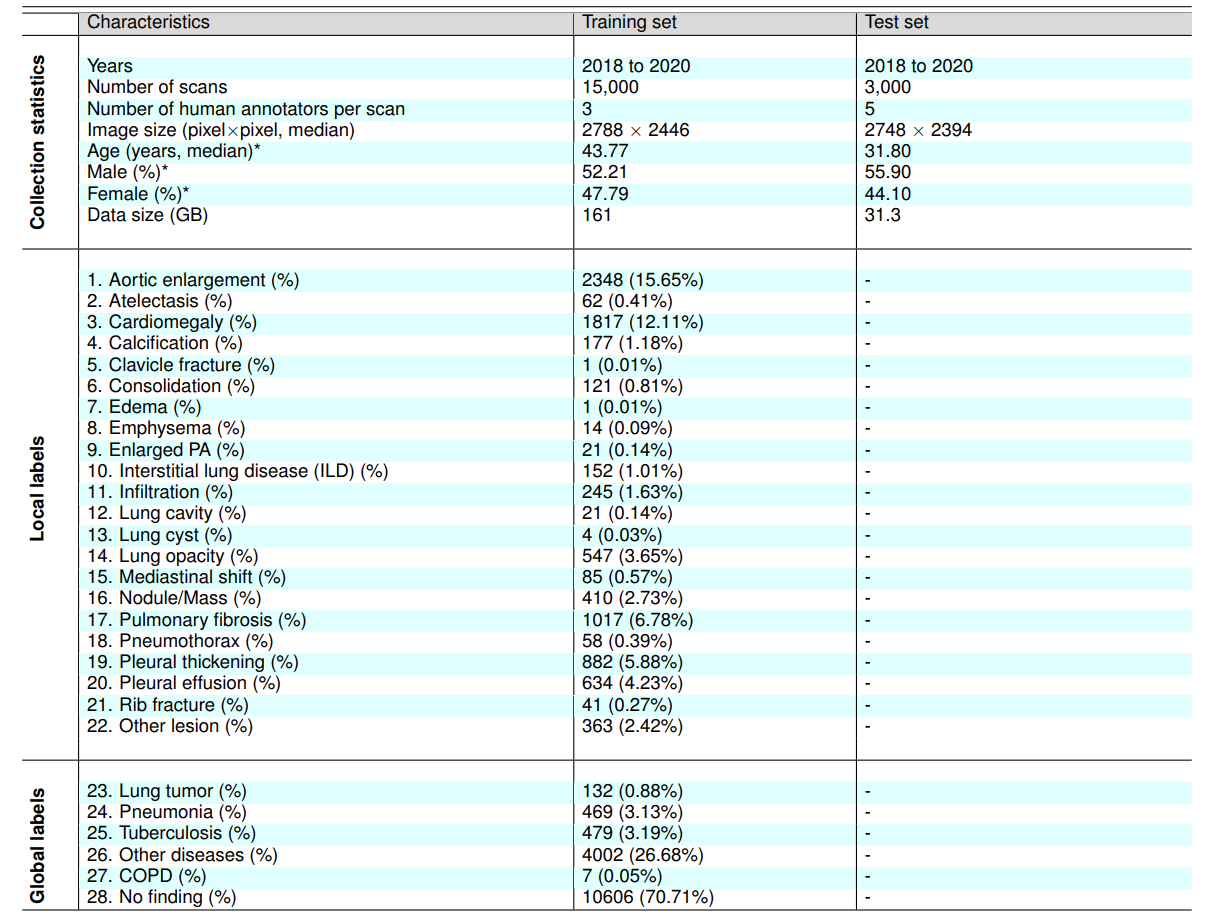 Characteristics Training set Test set
Collection statistics
Years 2018 to 2020 2018 to 2020
Number of scans 15,000 3,000
Number of human annotators per scan 3 5
Image size (pixel×pixel, median) 2788 × 2446 2748 × 2394
Age (years, median)* 43.77 31.80
Male (%)* 52.21 55.90
Female (%)* 47.79 44.10
Data size (GB) 161 31.3
Local labels
1. Aortic enlargement (%) 2348 (15.65%) -
2. Atelectasis (%) 62 (0.41%) -
3. Cardiomegaly (%) 1817 (12.11%) -
4. Calcification (%) 177 (1.18%) -
5. Clavicle fracture (%) 1 (0.01%) -
6. Consolidation (%) 121 (0.81%) -
7. Edema (%) 1 (0.01%) -
8. Emphysema (%) 14 (0.09%) -
9. Enlarged PA (%) 21 (0.14%) -
10. Interstitial lung disease (ILD) (%) 152 (1.01%) -
11. Infiltration (%) 245 (1.63%) -
12. Lung cavity (%) 21 (0.14%) -
13. Lung cyst (%) 4 (0.03%) -
14. Lung opacity (%) 547 (3.65%) -
15. Mediastinal shift (%) 85 (0.57%) -
16. Nodule/Mass (%) 410 (2.73%) -
17. Pulmonary fibrosis (%) 1017 (6.78%) -
18. Pneumothorax (%) 58 (0.39%) -
19. Pleural thickening (%) 882 (5.88%) -
20. Pleural effusion (%) 634 (4.23%) -
21. Rib fracture (%) 41 (0.27%) -
22. Other lesion (%) 363 (2.42%) -
Global labels
23. Lung tumor (%) 132 (0.88%) -
24. Pneumonia (%) 469 (3.13%) -
25. Tuberculosis (%) 479 (3.19%) -
26. Other diseases (%) 4002 (26.68%) -
27. COPD (%) 7 (0.05%) -
28. No finding (%) 10606 (70.71%) -